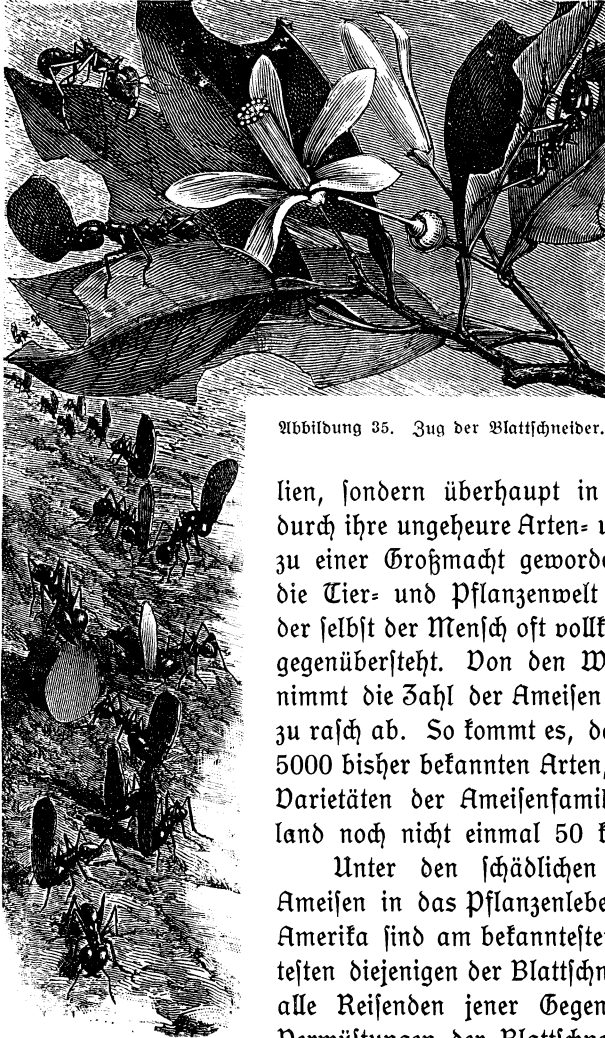 Abbildung 35. Zug der Blattschneider.
lien, sondern überhaupt in
durch ihre ungeheure Arten= u
zu einer Großmacht geworde
die Tier= und Pflanzenwelt
der selbst der Mensch oft vollk
gegenübersteht. Von den W
nimmt die Zahl der Ameisen
zu rasch ab. So kommt es, d
5000 bisher bekannten Arten,
Varietäten der Ameisenfamil
land noch nicht einmal 50 k
Unter den schädlichen
Ameisen in das Pflanzenlebe
Amerika sind am bekannteste
testen diejenigen der Blattschn
alle Reisenden jener Gegen
Verwüstungen der Blattschne